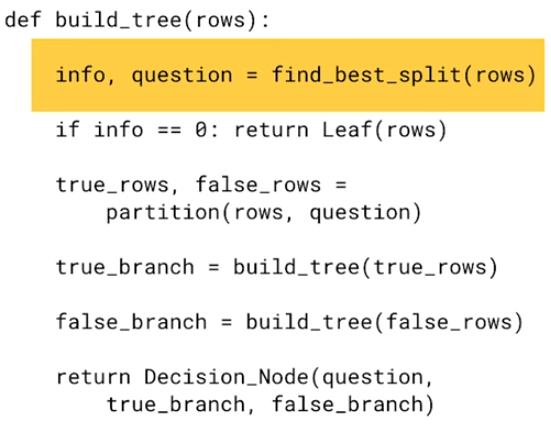 def build_tree(rows):
info, question = find_best_split(rows)
if info == 0: return Leaf(rows)
true_rows, false_rows =
partition(rows, question)
true_branch = build_tree(true_rows)
false_branch = build_tree(false_rows)
return Decision_Node(question,
true_branch, false_branch)